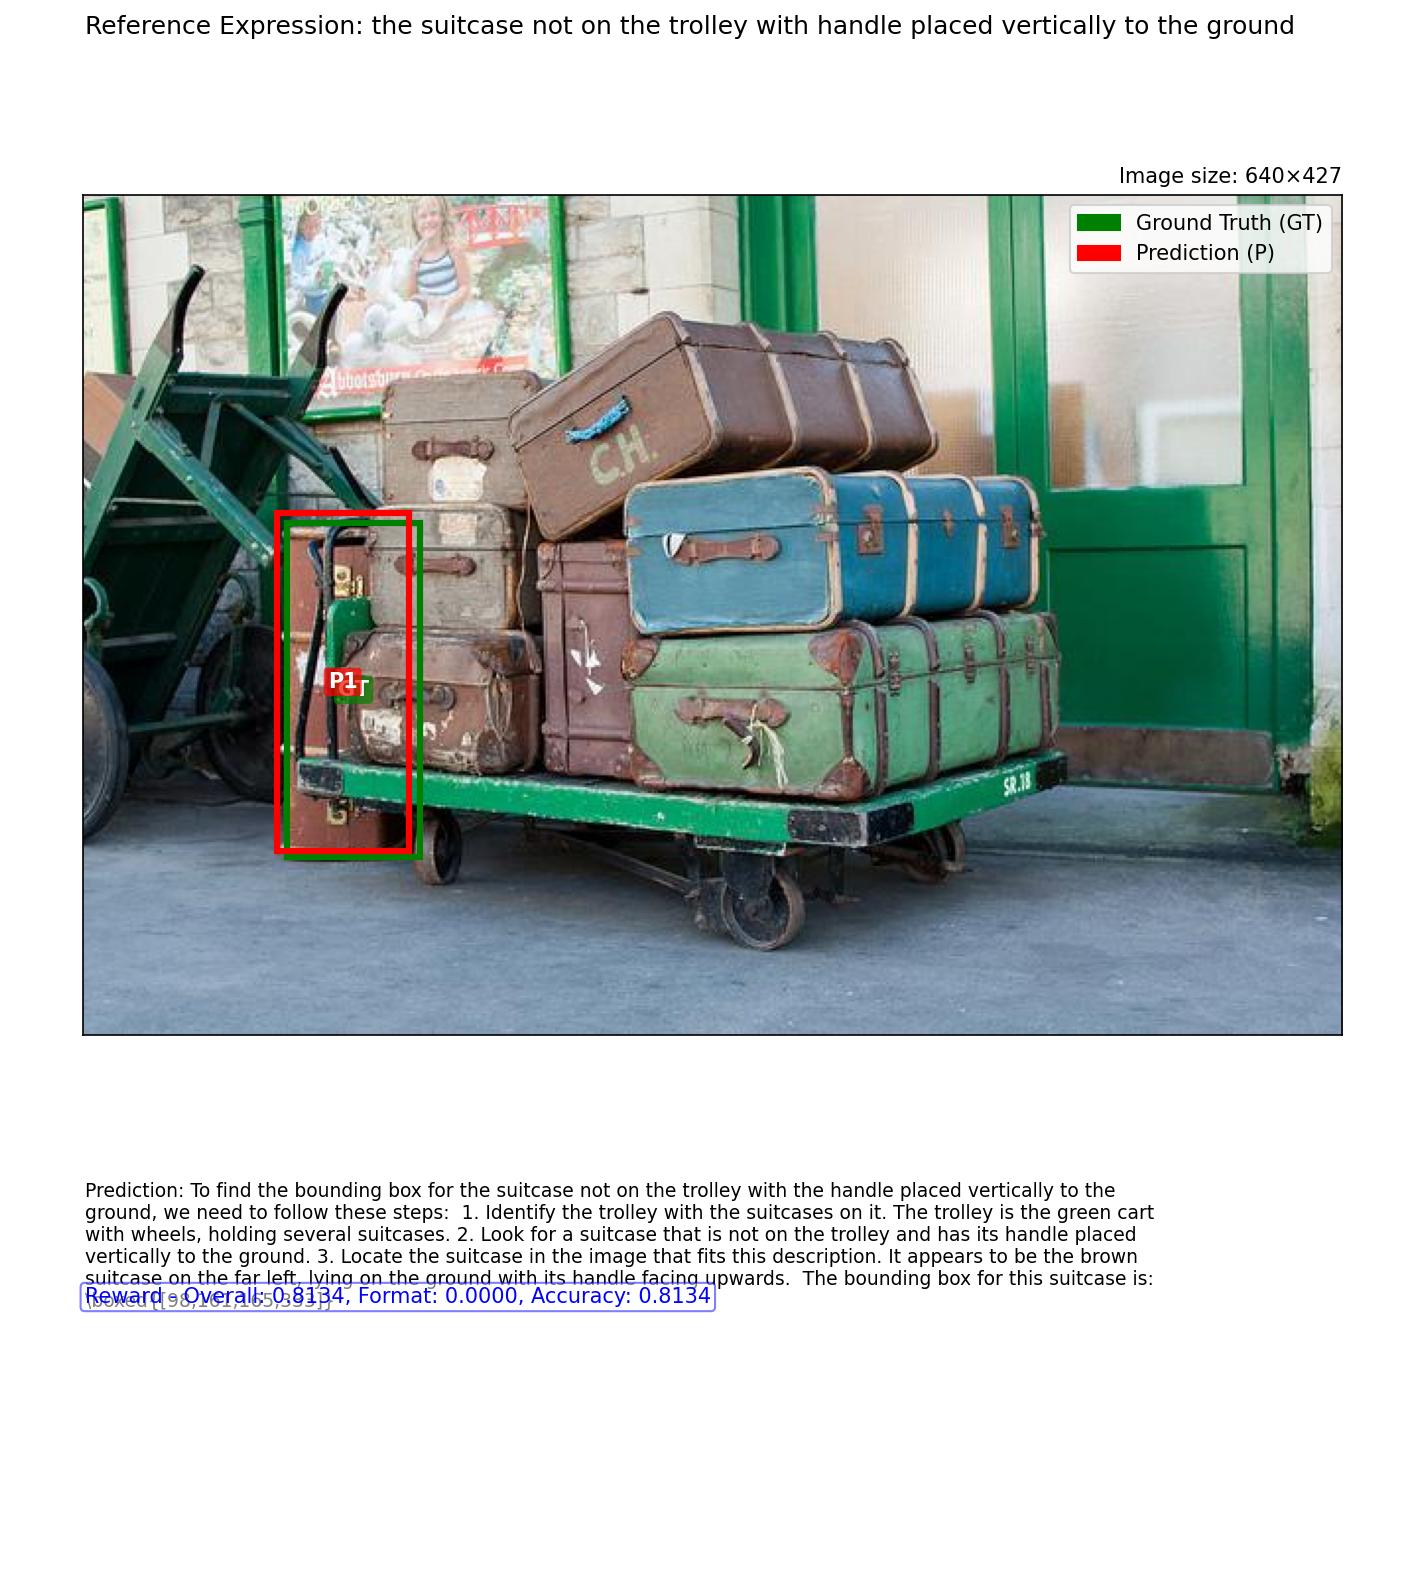 Reference Expression: the suitcase not on the trolley with handle placed vertically to the ground
Image size: 640×427
Ground Truth (GT)
Prediction (P)
Abbotsbury
C.H.
P1
SR.18
Prediction: To find the bounding box for the suitcase not on the trolley with the handle placed vertically to the
ground, we need to follow these steps:  1. Identify the trolley with the suitcases on it. The trolley is the green cart
with wheels, holding several suitcases. 2. Look for a suitcase that is not on the trolley and has its handle placed
vertically to the ground. 3. Locate the suitcase in the image that fits this description. It appears to be the brown
suitcase on the far left, lying on the ground with its handle facing upwards.  The bounding box for this suitcase is:
Reward - Overall: 0.8134, Format: 0.0000, Accuracy: 0.8134